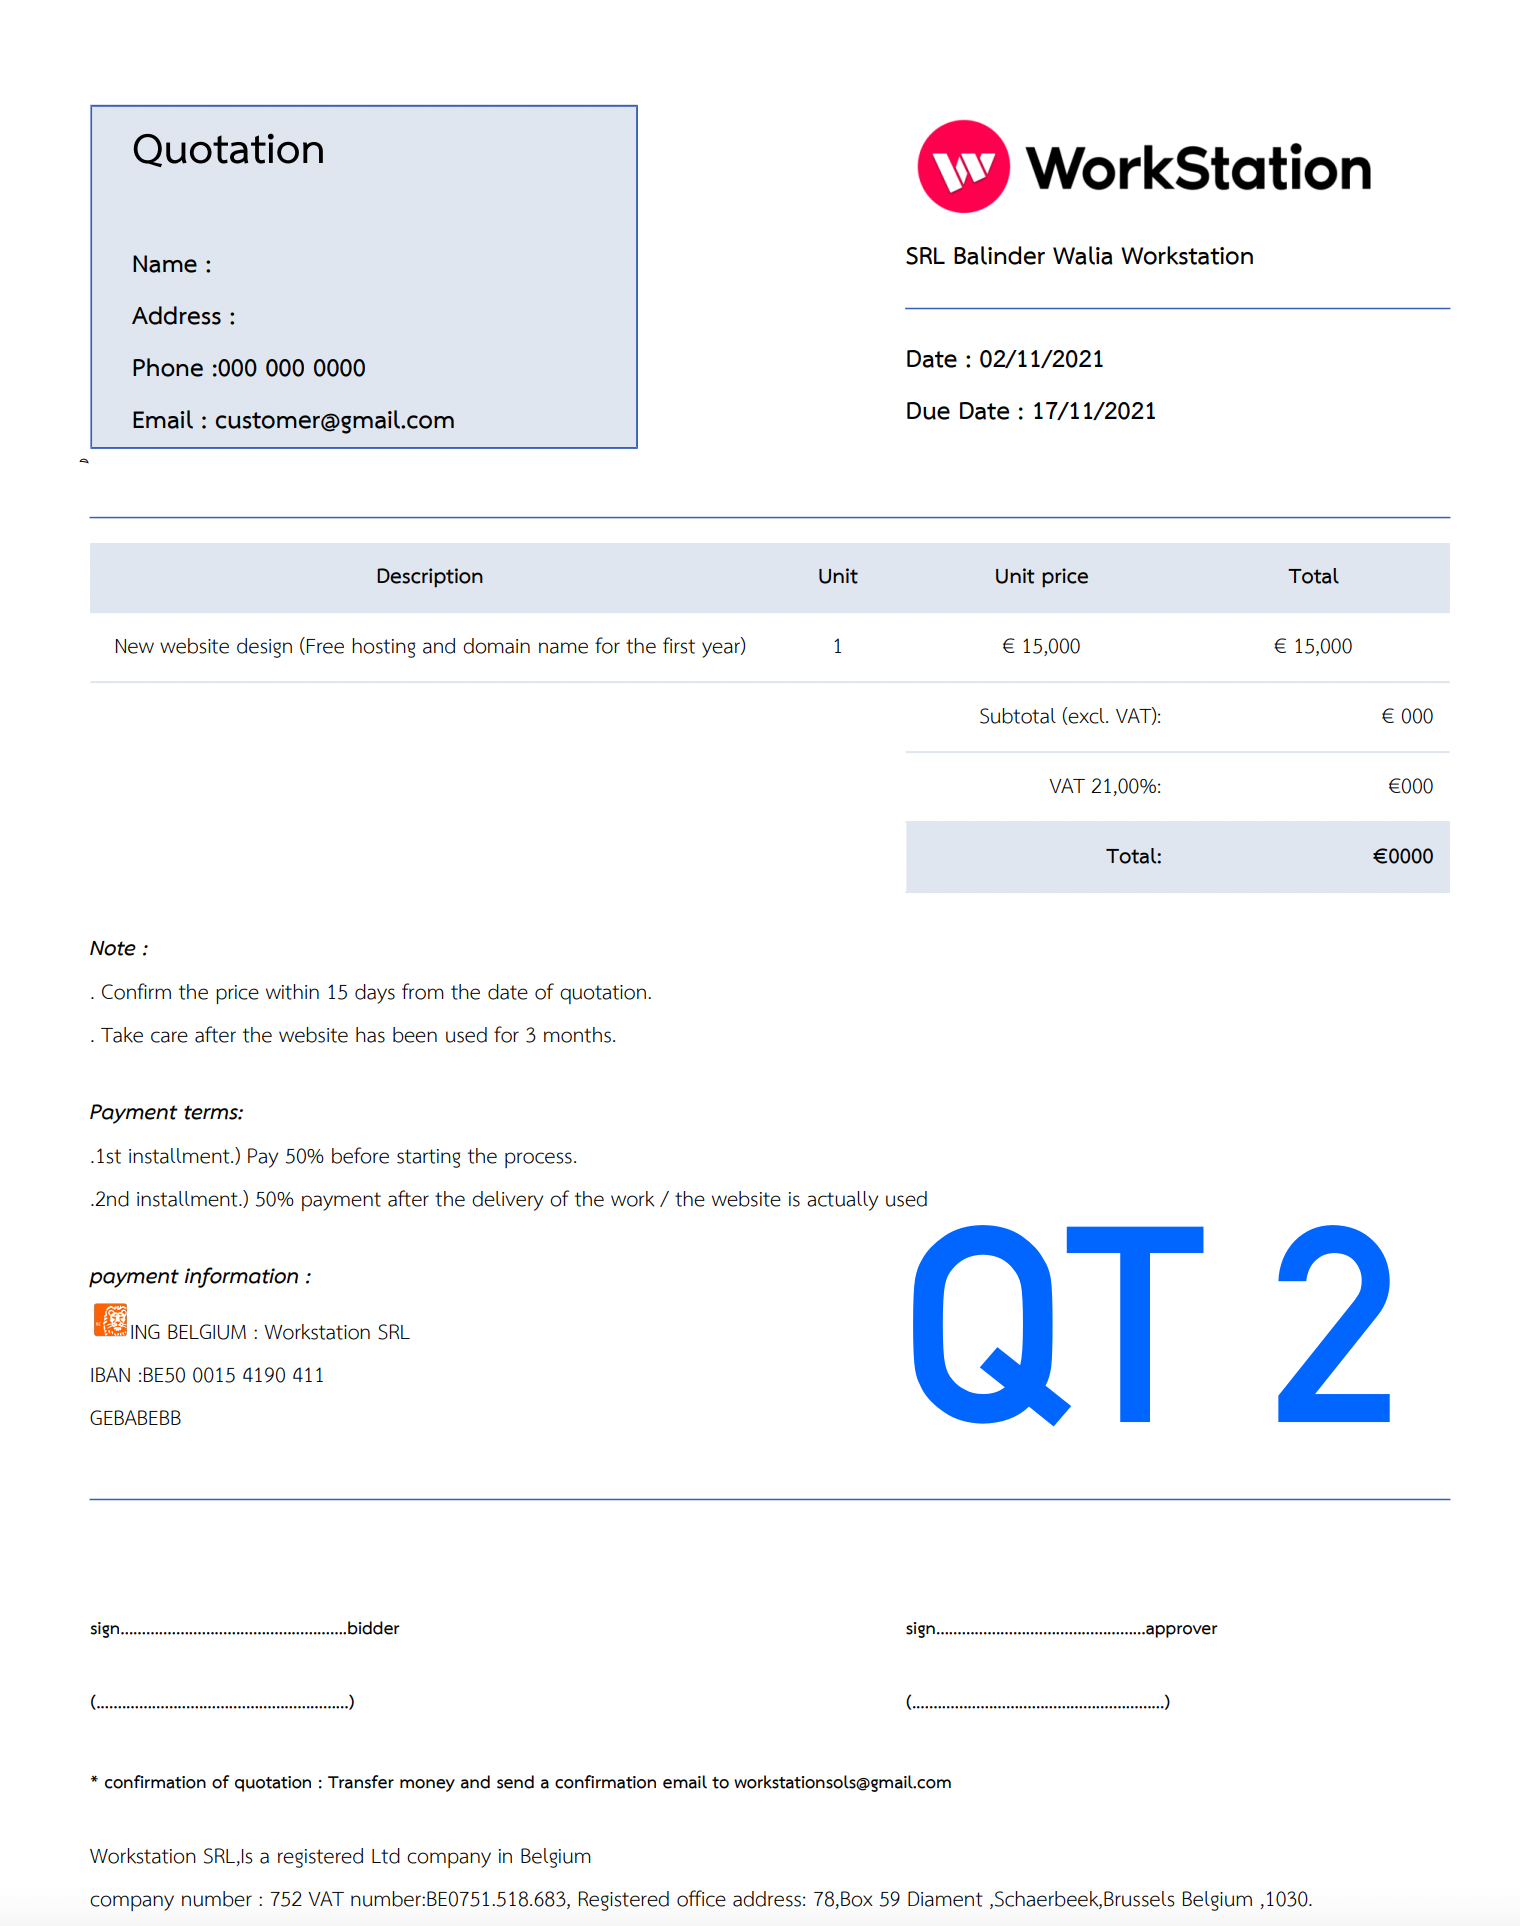 Quotation
Name :
Address :
Phone :000 000 0000
Email : customer@gmail.com
WorkStation
SRL Balinder Walia Workstation
Date : 02/11/2021
Due Date : 17/11/2021
Description Unit Unit price Total
New website design (Free hosting and domain name for the first year) 1 € 15,000 € 15,000
Subtotal (excl. VAT): € 000
VAT 21,00%: €000
Total: €0000
Note :
. Confirm the price within 15 days from the date of quotation.
. Take care after the website has been used for 3 months.
Payment terms:
.1st installment.) Pay 50% before starting the process.
.2nd installment.) 50% payment after the delivery of the work / the website is actually used
payment information :
ING BELGIUM : Workstation SRL
IBAN :BE50 0015 4190 411
GEBABEBB
QT 2
sign.....................................................bidder
sign.................................................approver
(...........................................................)
(...........................................................)
* confirmation of quotation : Transfer money and send a confirmation email to workstationsols@gmail.com
Workstation SRL,Is a registered Ltd company in Belgium
company number : 752 VAT number:BE0751.518.683, Registered office address: 78,Box 59 Diament ,Schaerbeek,Brussels Belgium ,1030.